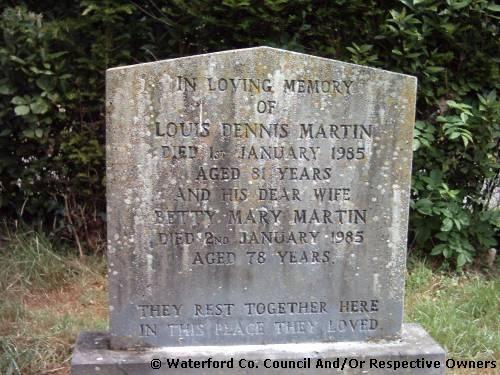 IN LOVING MEMORY
OF
LOUIS DENNIS MARTIN
DIED 1ST JANUARY 1985
AGED 81 YEARS
AND HIS DEAR WIFE
BETTY MARY MARTIN
DIED 2ND JANUARY 1985
AGED 78 YEARS.
THEY REST TOGETHER HERE
IN THIS PEACE THEY LOVED.
© Waterford Co. Council And/Or Respective Owners